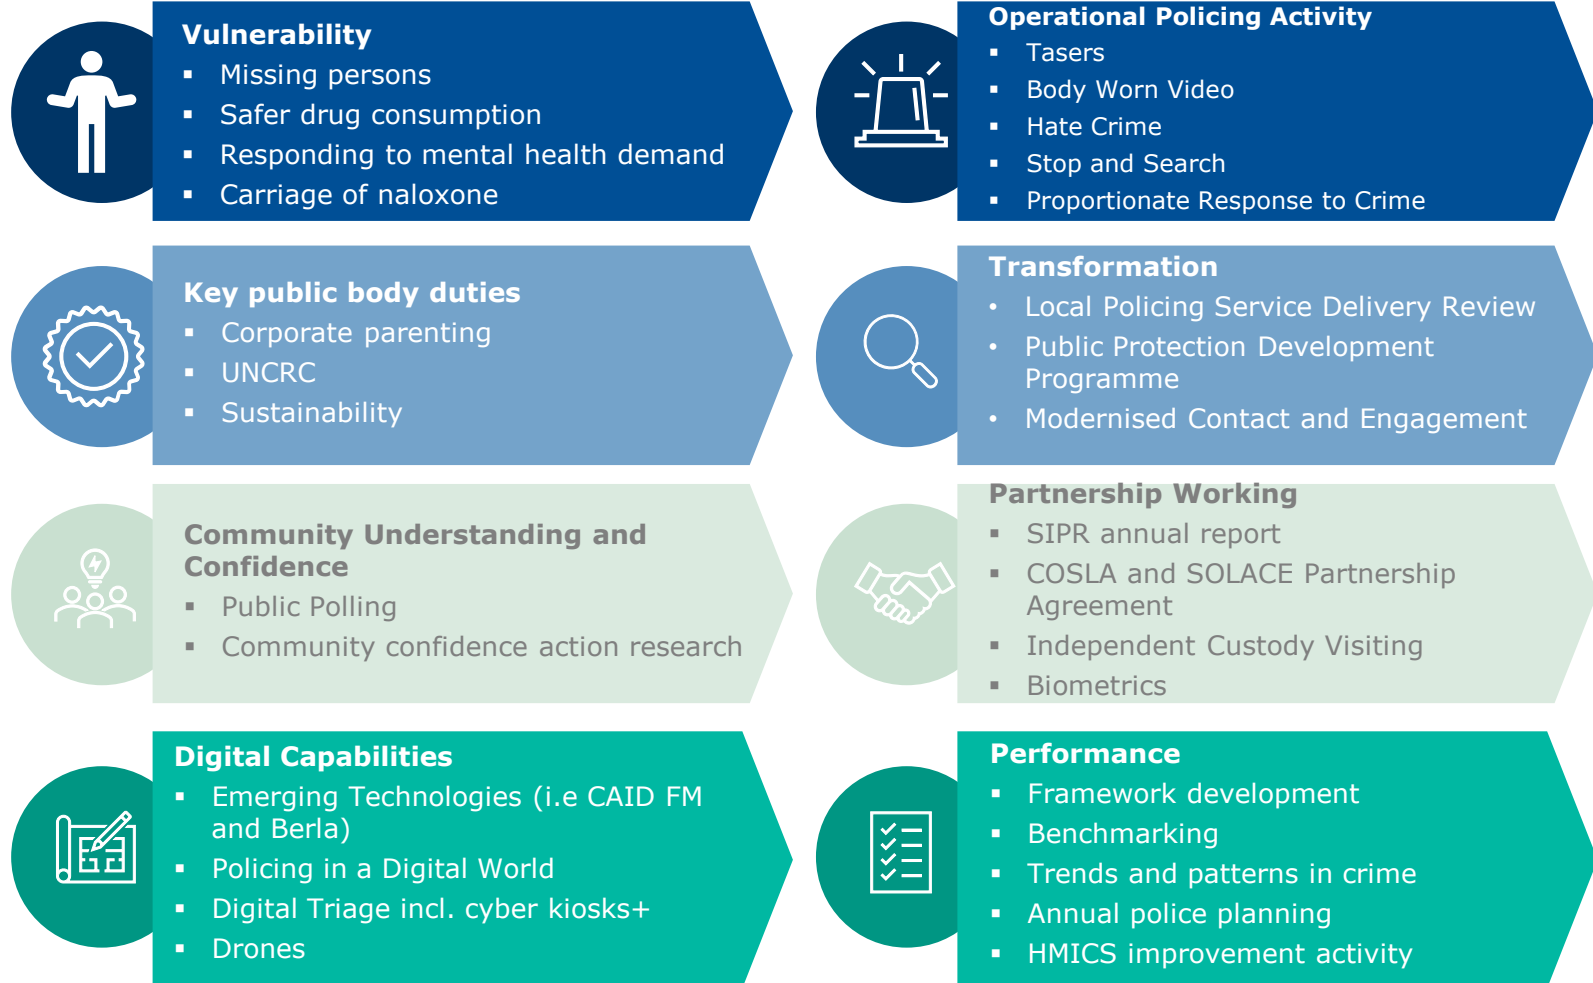 Vulnerability
▪ Missing persons
▪ Safer drug consumption
▪ Responding to mental health demand
▪ Carriage of naloxone
Operational Policing Activity
▪ Tasers
▪ Body Worn Video
▪ Hate Crime
▪ Stop and Search
▪ Proportionate Response to Crime
Key public body duties
▪ Corporate parenting
▪ UNCRC
▪ Sustainability
Transformation
• Local Policing Service Delivery Review
• Public Protection Development
Programme
• Modernised Contact and Engagement
Community Understanding and
Confidence
▪ Public Polling
▪ Community confidence action research
Partnership Working
▪ SIPR annual report
▪ COSLA and SOLACE Partnership
Agreement
▪ Independent Custody Visiting
▪ Biometrics
Digital Capabilities
▪ Emerging Technologies (i.e CAID FM
and Berla)
▪ Policing in a Digital World
▪ Digital Triage incl. cyber kiosks+
▪ Drones
Performance
▪ Framework development
▪ Benchmarking
▪ Trends and patterns in crime
▪ Annual police planning
▪ HMICS improvement activity